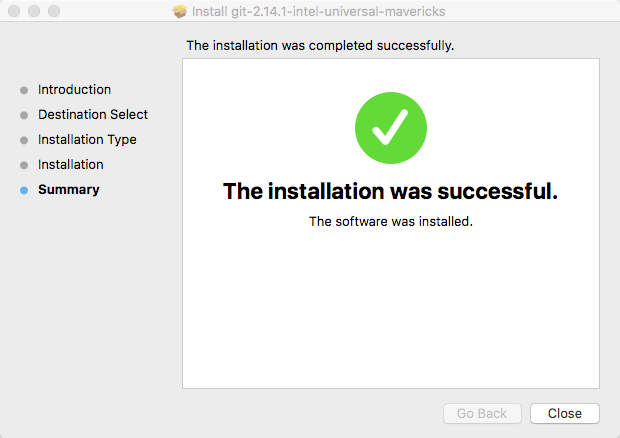 Install git-2.14.1-intel-universal-mavericks
The installation was completed successfully.
Introduction
Destination Select
Installation Type
Installation
Summary
The installation was successful.
The software was installed.
Go Back
Close